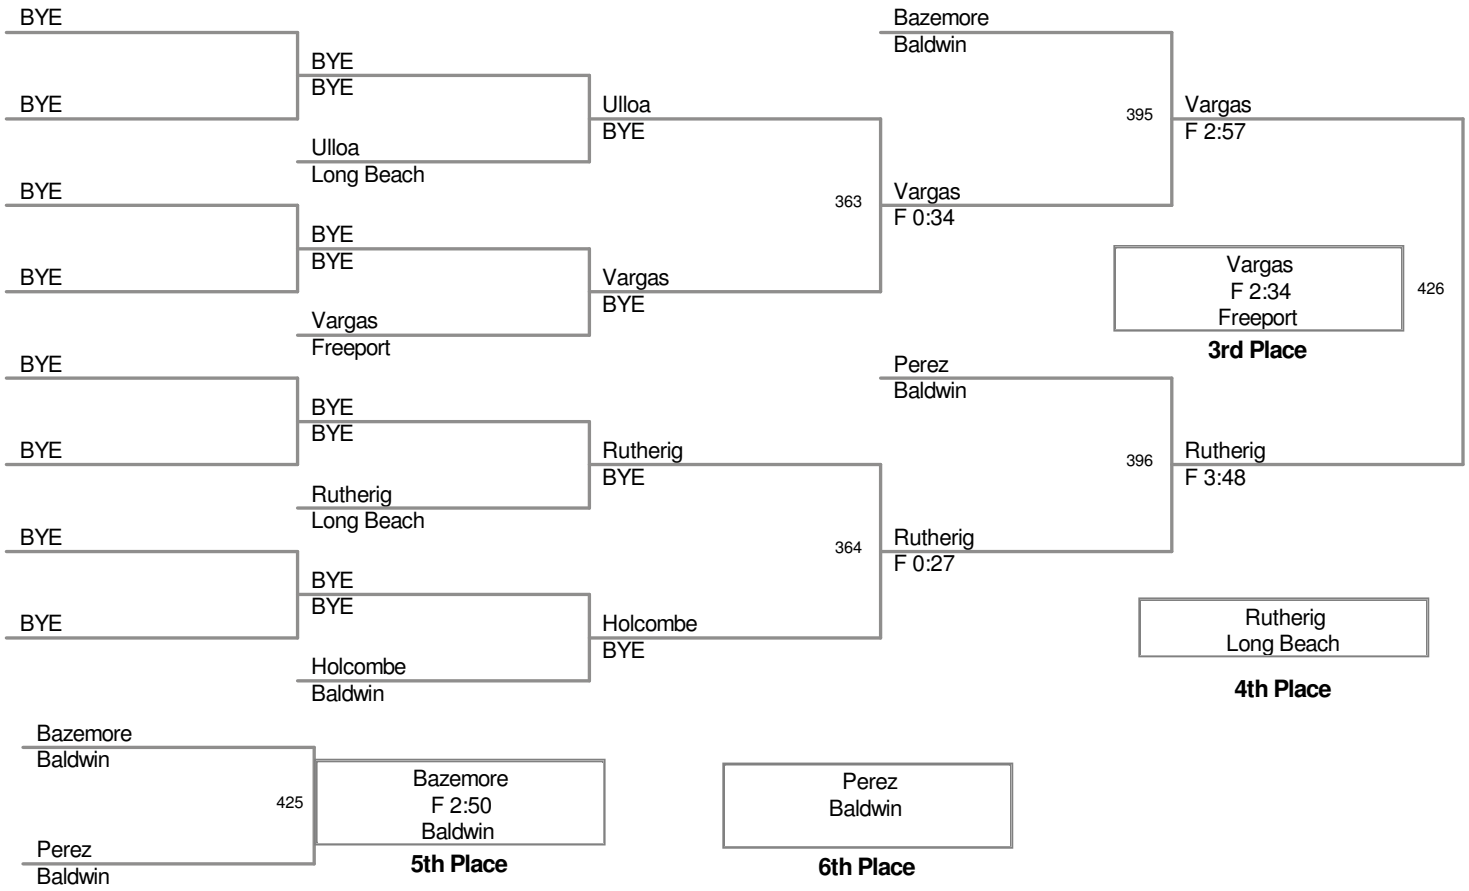 BYE
BYE
BYE
BYE
BYE
BYE
BYE
BYE
BYE
BYE
Ulloa
Long Beach
BYE
BYE
Vargas
Freeport
BYE
BYE
Rutherig
Long Beach
BYE
BYE
Holcombe
Baldwin
Ulloa
BYE
Vargas
BYE
Rutherig
BYE
Holcombe
BYE
363
364
Bazemore
Baldwin
Vargas
F 0:34
Perez
Baldwin
Rutherig
F 0:27
395
396
Vargas
F 2:57
Rutherig
F 3:48
426
Vargas
F 2:34
Freeport
3rd Place
Rutherig
Long Beach
4th Place
Bazemore
Baldwin
Perez
Baldwin
425
Bazemore
F 2:50
Baldwin
5th Place
Perez
Baldwin
6th Place